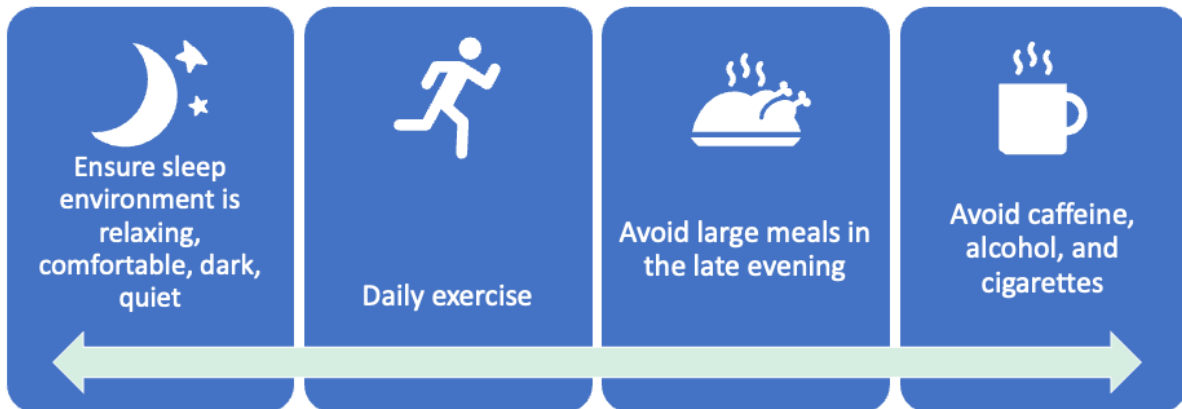 Ensure sleep
environment is
relaxing,
comfortable, dark,
quiet
Daily exercise
Avoid large meals in
the late evening
Avoid caffeine,
alcohol, and
cigarettes